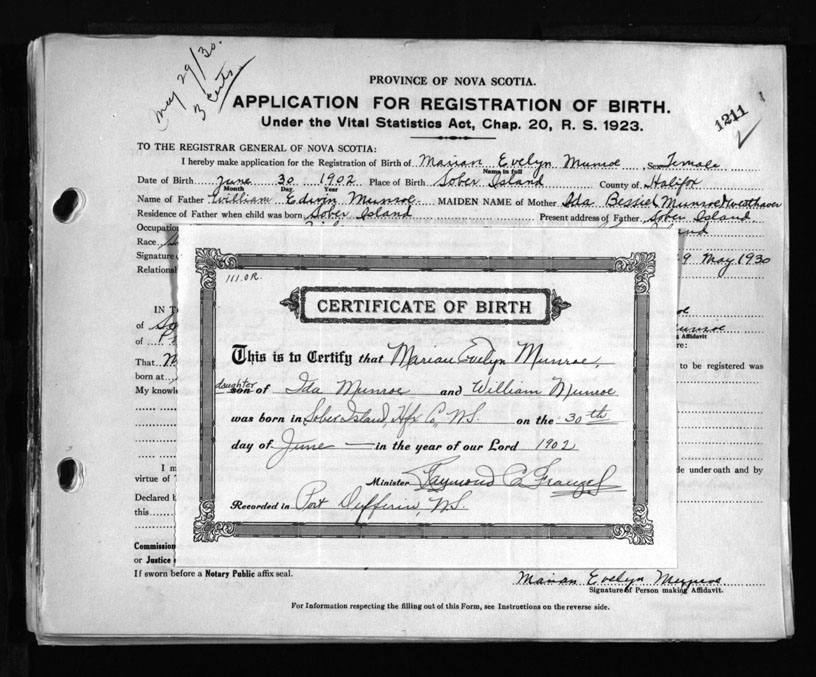 May 29/30.
3 cents
PROVINCE OF NOVA SCOTIA.
APPLICATION FOR REGISTRATION OF BIRTH.
Under the Vital Statistics Act, Chap. 20, R. S. 1923.
1211
TO THE REGISTRAR GENERAL OF NOVA SCOTIA:
I hereby make application for the Registration of Birth of Marian Evelyn Munroe Sex Female
Name in full
Date of Birth June 30 1902 Place of Birth Sober Island County of Halifax
Month Day Year
Name of Father William Edwin Munroe MAIDEN NAME of Mother Ida Bessie Munroe
Residence of Father when child was born Sober Island Present address of Father Sober Island
Occupatio
Race
Signature 9 May 1930
Relations
IN T
of
of
Affidavit
That to be registered was
born at
My knowl
111.0R.
CERTIFICATE OF BIRTH
This is to Certify that Marian Evelyn Munroe,
daughter
son of Ida Munroe and William Munroe
was born in Sober Island, Hfx Co, N.S. on the 30th
day of June in the year of our Lord 1902
Minister Raymond
Recorded in Port Dufferin, N.S.
I m de under oath and by
virtue of
Declared b
this
Commission
or Justice
If sworn before a Notary Public affix seal.
Marian Evelyn Munroe
Signature of Person making Affidavit.
For Information respecting the filling out of this Form, see Instructions on the reverse side.